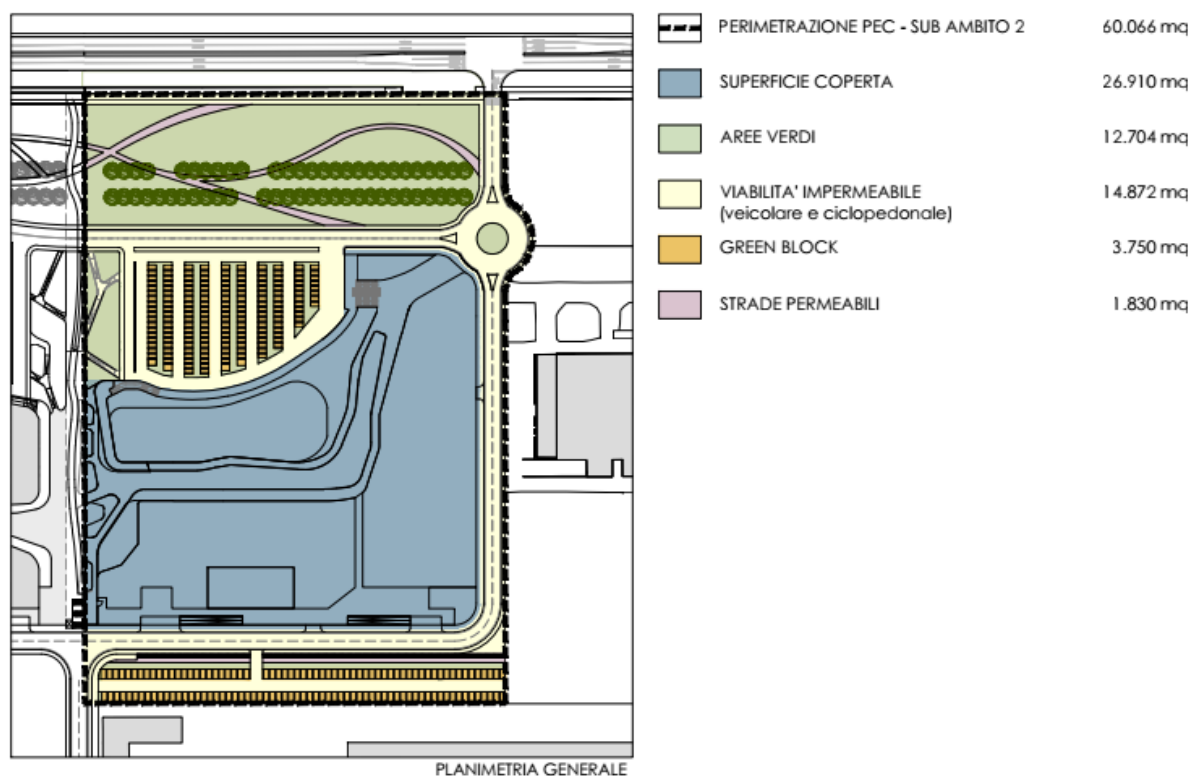 PERIMETRAZIONE PEC - SUB AMBITO 2 60.066 mq
SUPERFICIE COPERTA 26.910 mq
AREE VERDI 12.704 mq
VIABILITA' IMPERMEABILE 14.872 mq
(veicolare e ciclopedonale)
GREEN BLOCK 3.750 mq
STRADE PERMEABILI 1.830 mq
PLANIMETRIA GENERALE